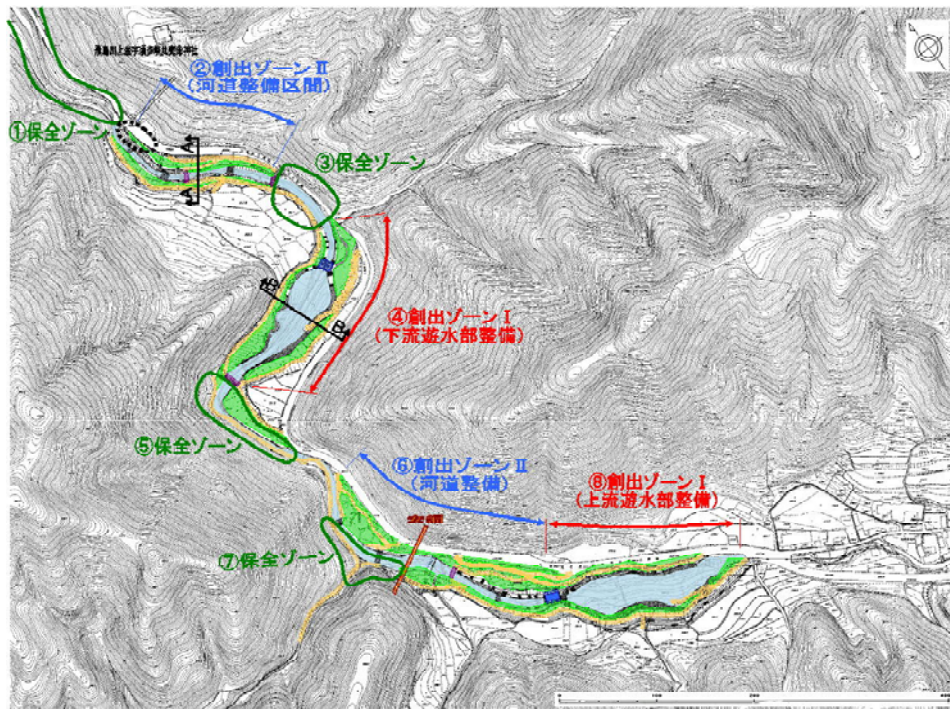 ②創出ゾーンⅡ
(河道整備区間)
①保全ゾーン
A
A
③保全ゾーン
B
B
④創出ゾーンⅠ
(下流遊水部整備)
⑤保全ゾーン
⑥創出ゾーンⅡ
(河道整備)
⑧創出ゾーンⅠ
(上流遊水部整備)
⑦保全ゾーン
0
100
200